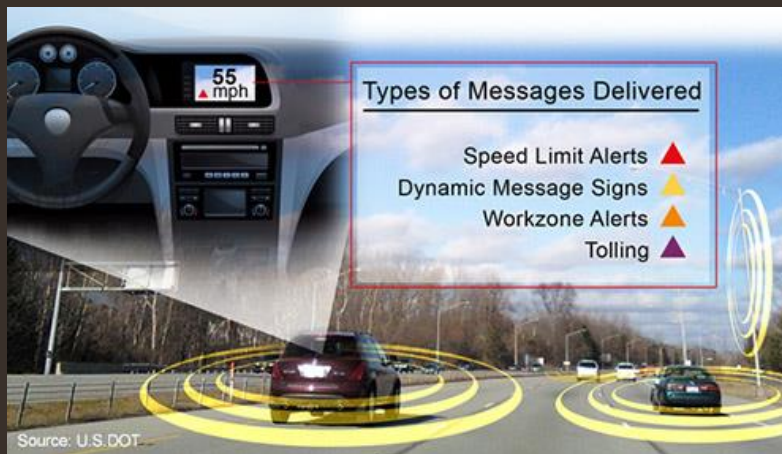 55
mph
Types of Messages Delivered
Speed Limit Alerts
Dynamic Message Signs
Workzone Alerts
Tolling
Source: U.S.DOT